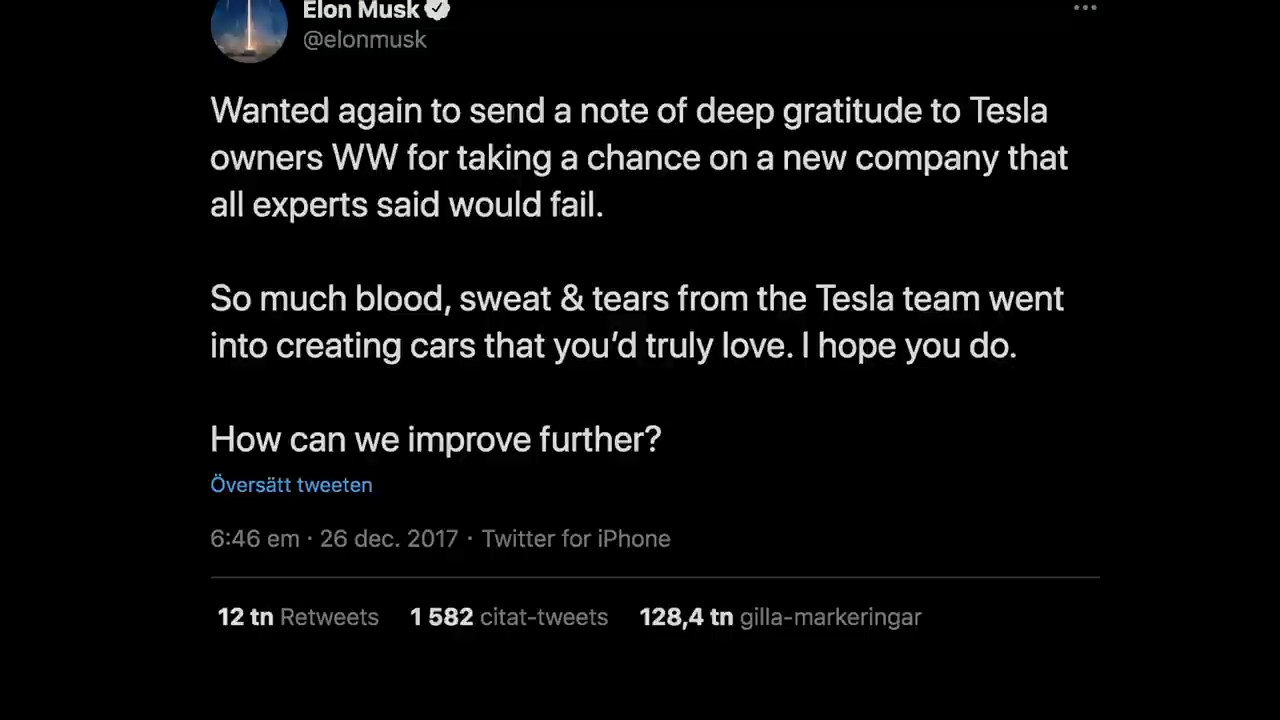 Elon Musk
@elonmusk
Wanted again to send a note of deep gratitude to Tesla
owners WW for taking a chance on a new company that
all experts said would fail.
So much blood, sweat & tears from the Tesla team went
into creating cars that you’d truly love. I hope you do.
How can we improve further?
Översätt tweeten
6:46 em · 26 dec. 2017 · Twitter for iPhone
12 tn Retweets 1 582 citat-tweets 128,4 tn gilla-markeringar